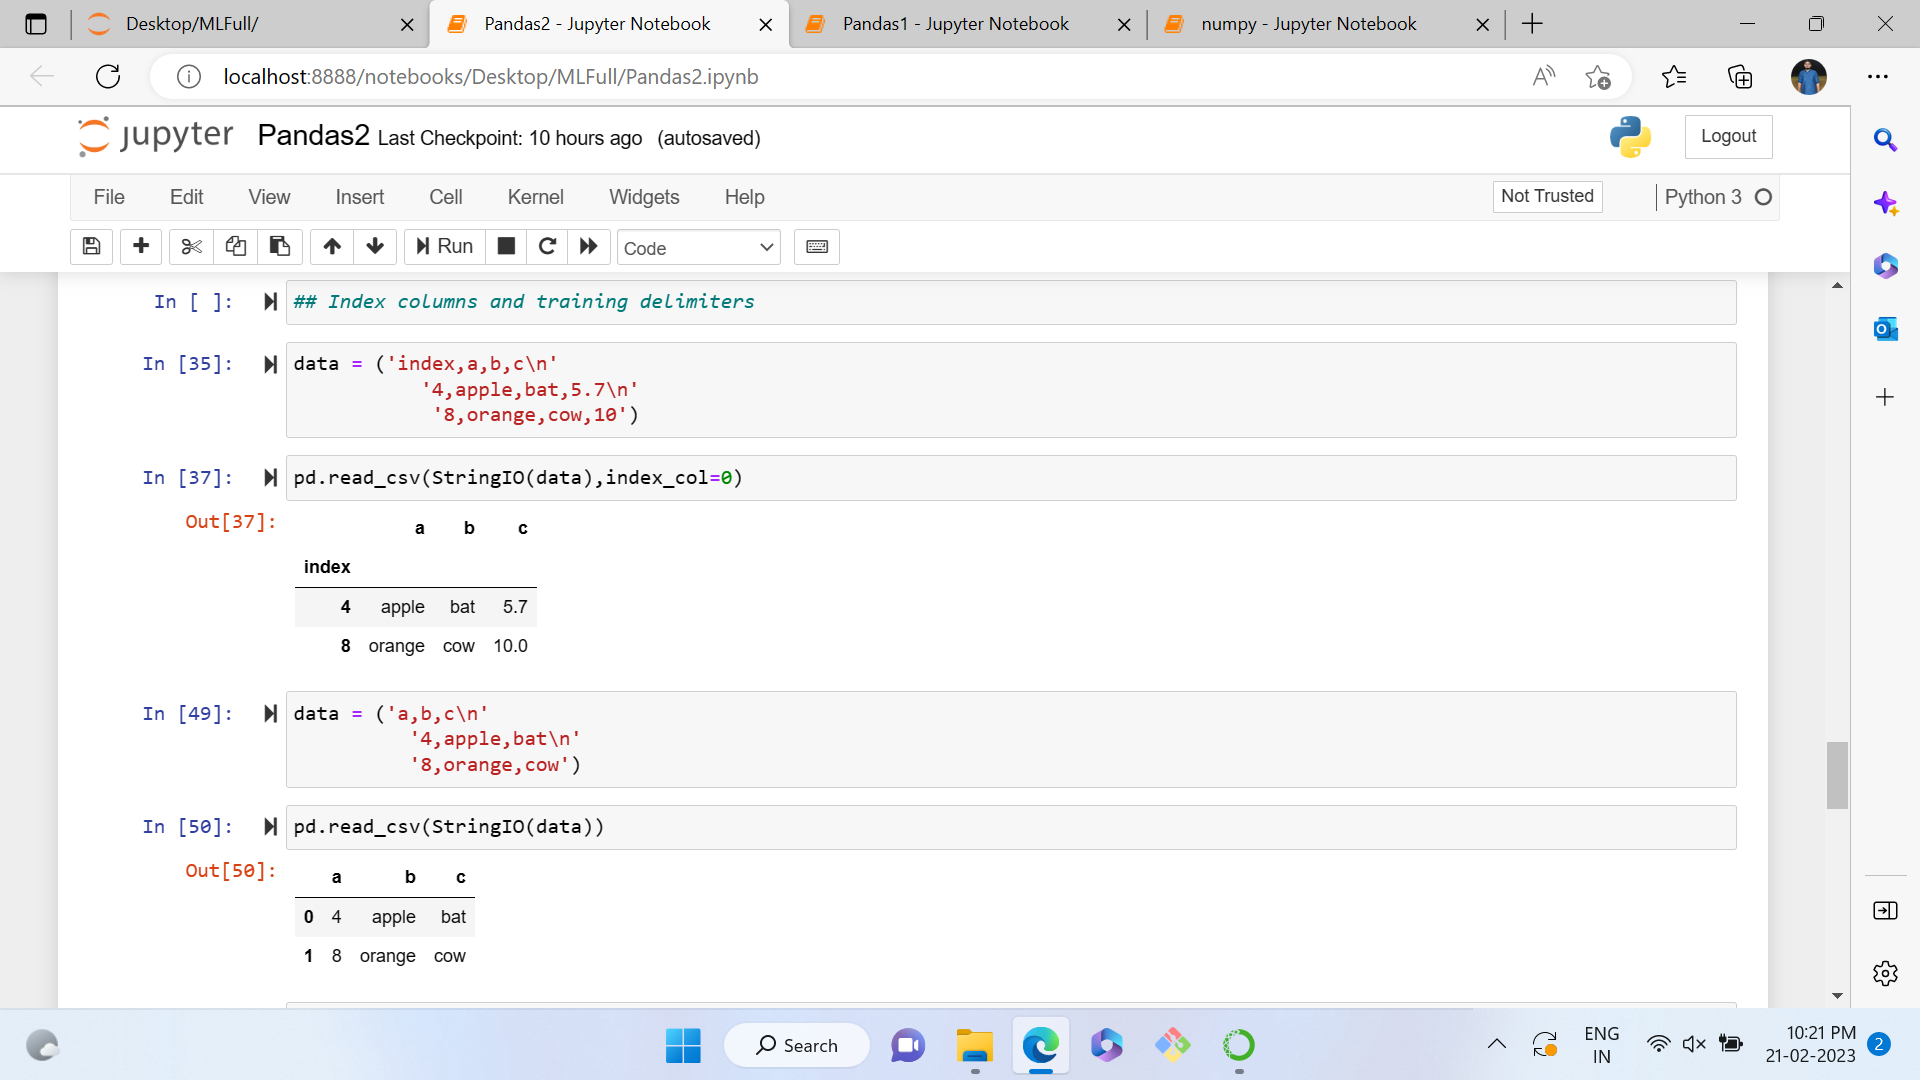 Desktop/MLFull/
Pandas2 - Jupyter Notebook
Pandas1 - Jupyter Notebook
numpy - Jupyter Notebook
localhost:8888/notebooks/Desktop/MLFull/Pandas2.ipynb
jupyter Pandas2 Last Checkpoint: 10 hours ago (autosaved)
Logout
File Edit View Insert Cell Kernel Widgets Help
Not Trusted
Python 3
Run
Code
In [ ]: ## Index columns and training delimiters
In [35]: data = ('index,a,b,c\n'
'4,apple,bat,5.7\n'
'8,orange,cow,10')
In [37]: pd.read_csv(StringIO(data),index_col=0)
Out[37]:
a b c
index
4 apple bat 5.7
8 orange cow 10.0
In [49]: data = ('a,b,c\n'
'4,apple,bat\n'
'8,orange,cow')
In [50]: pd.read_csv(StringIO(data))
Out[50]:
a b c
0 4 apple bat
1 8 orange cow
Search
ENG
IN
10:21 PM
21-02-2023
2